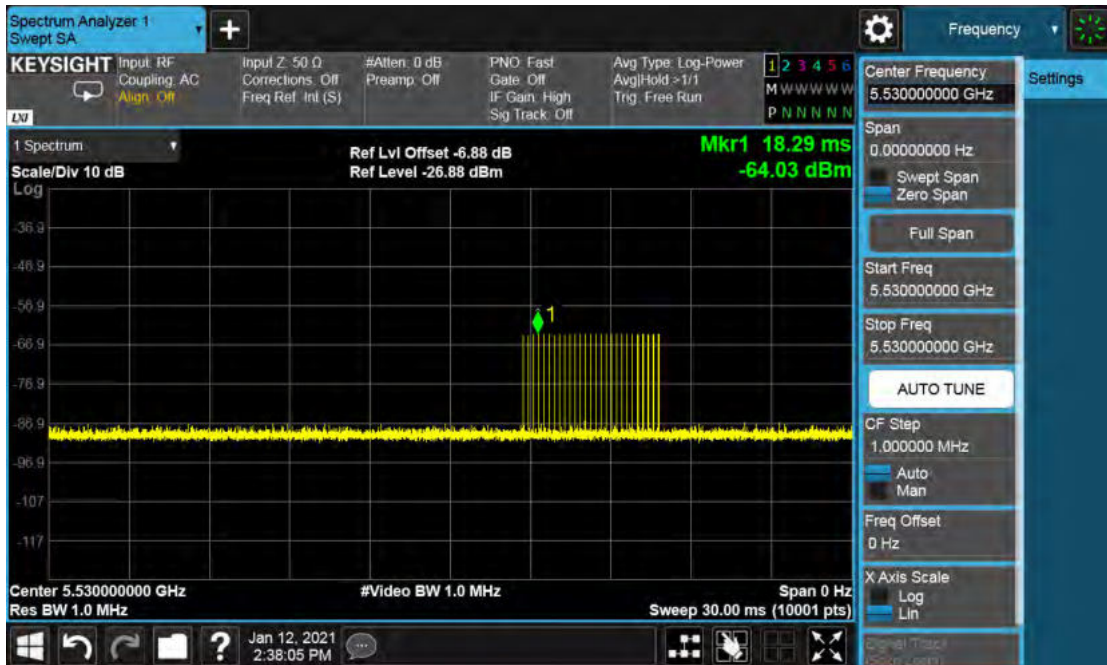 Spectrum Analyzer 1
Swept SA
+
Frequency
KEYSIGHT
LXI
Input: RF
Coupling: AC
Align: Off
Input Z: 50 Ω
Corrections: Off
Freq Ref: Int (S)
#Atten: 0 dB
Preamp: Off
PNO: Fast
Gate: Off
IF Gain: High
Sig Track: Off
Avg Type: Log-Power
Avg|Hold >1/1
Trig: Free Run
1 2 3 4 5 6
M W W W W W
P N N N N N
1 Spectrum
Scale/Div 10 dB
Log
Ref Lvl Offset -6.88 dB
Ref Level -26.88 dBm
Mkr1 18.29 ms
-64.03 dBm
-36.9
-46.9
-56.9
1
-66.9
-76.9
-86.9
-96.9
-107
-117
Center 5.530000000 GHz
Res BW 1.0 MHz
#Video BW 1.0 MHz
Span 0 Hz
Sweep 30.00 ms (10001 pts)
Center Frequency
5.530000000 GHz
Settings
Span
0.00000000 Hz
Swept Span
Zero Span
Full Span
Start Freq
5.530000000 GHz
Stop Freq
5.530000000 GHz
AUTO TUNE
CF Step
1.000000 MHz
Auto
Man
Freq Offset
0 Hz
X Axis Scale
Log
Lin
Signal Track
?
Jan 12, 2021
2:38:05 PM